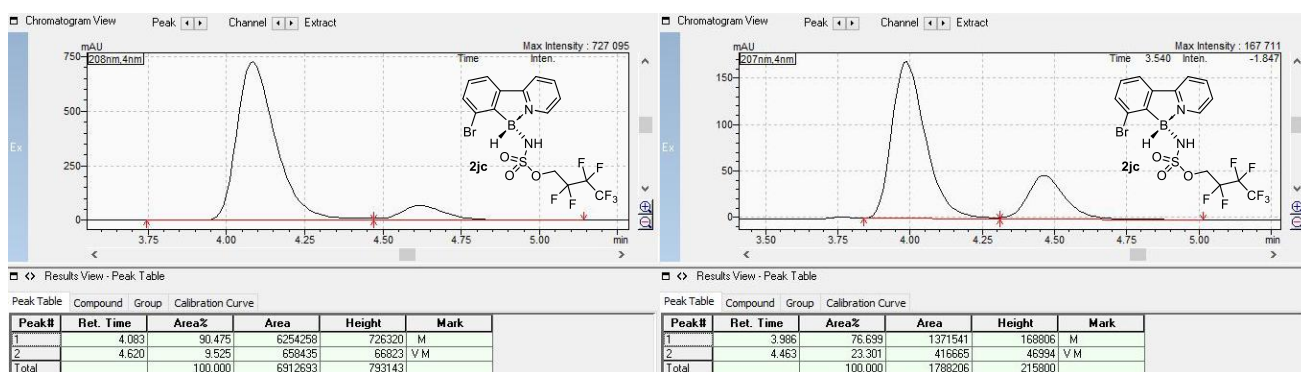 Chromatogram View Peak Channel Extract
mAU Max Intensity : 727 095
208nm,4nm Time Inten.
750
500
250
0
3.75 4.00 4.25 4.50 4.75 5.00 min
Ex
Br
B
N
H
NH
O
S
O
O
F F
F
F F
F
CF3
2jc
Results View - Peak Table
Peak Table Compound Group Calibration Curve
Peak# Ret. Time Area% Area Height Mark
1 4.083 90.475 6254258 726320 M
2 4.620 9.525 658435 66823 V M
Total 100.000 6912693 793143
Chromatogram View Peak Channel Extract
mAU Max Intensity : 167 711
207nm,4nm Time 3.540 Inten. -1.847
150
100
50
0
3.50 3.75 4.00 4.25 4.50 4.75 5.00 min
Ex
Br
B
N
H
NH
O
S
O
O
F F
F
F F
F
CF3
2jc
Results View - Peak Table
Peak Table Compound Group Calibration Curve
Peak# Ret. Time Area% Area Height Mark
1 3.986 76.699 1371541 168806 M
2 4.463 23.301 416665 46994 V M
Total 100.000 1788206 215800